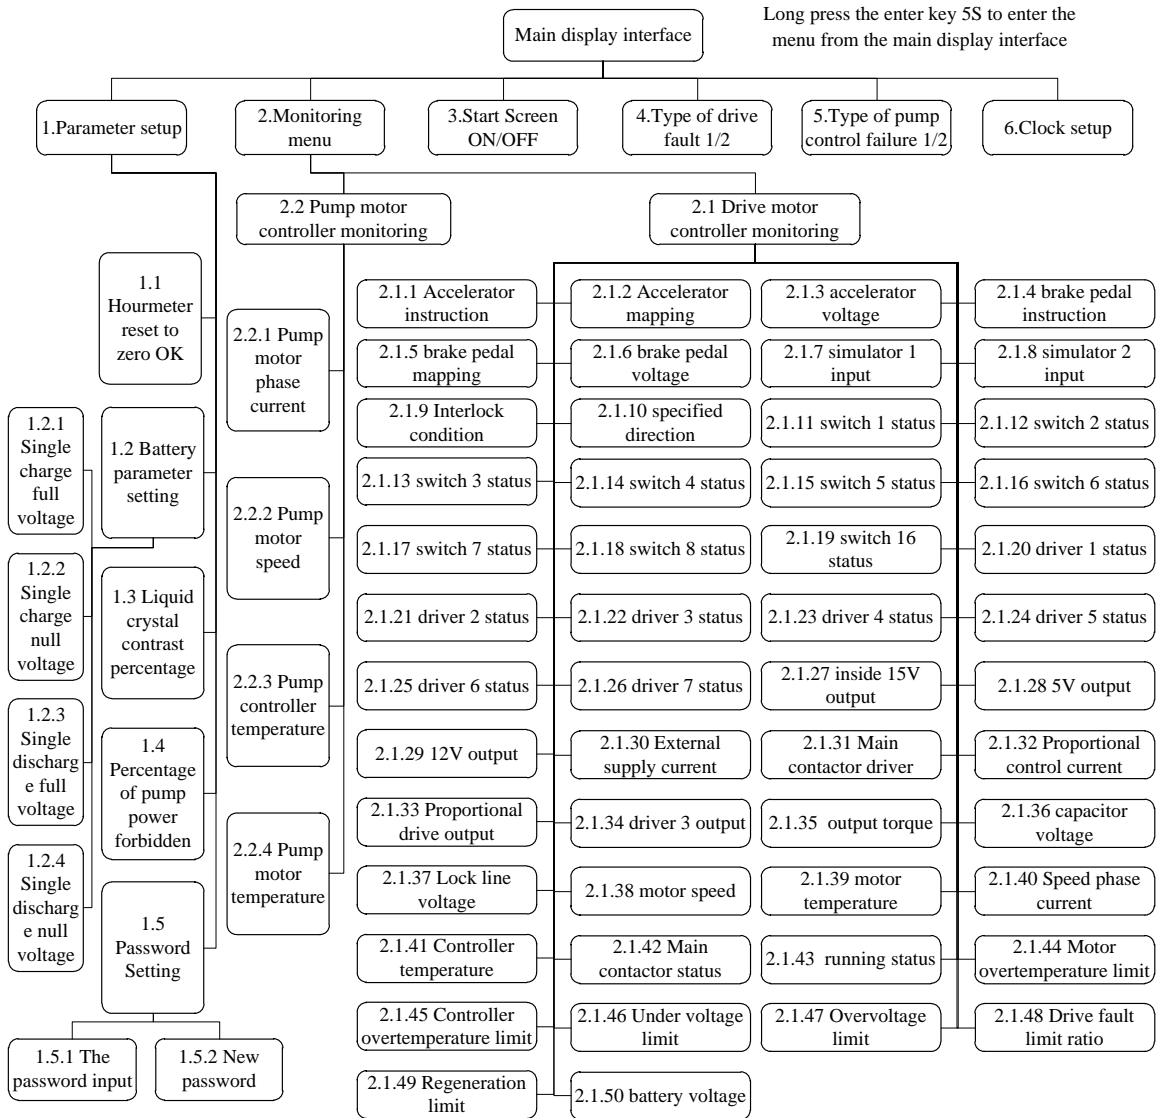 Long press the enter key 5S to enter the
menu from the main display interface
Main display interface
1.Parameter setup
2.Monitoring
menu
3.Start Screen
ON/OFF
4.Type of drive
fault 1/2
5.Type of pump
control failure 1/2
6.Clock setup
2.2 Pump motor
controller monitoring
2.1 Drive motor
controller monitoring
1.1
Hourmeter
reset to
zero OK
1.2 Battery
parameter
setting
1.2.1
Single
charge
full
voltage
1.2.2
Single
charge
null
voltage
1.2.3
Single
discharg
e full
voltage
1.2.4
Single
discharg
e null
voltage
1.3 Liquid
crystal
contrast
percentage
1.4
Percentage
of pump
power
forbidden
1.5
Password
Setting
1.5.1 The
password input
1.5.2 New
password
2.2.1 Pump
motor
phase
current
2.2.2 Pump
motor
speed
2.2.3 Pump
controller
temperature
2.2.4 Pump
motor
temperature
2.1.1 Accelerator
instruction
2.1.2 Accelerator
mapping
2.1.3 accelerator
voltage
2.1.4 brake pedal
instruction
2.1.5 brake pedal
mapping
2.1.6 brake pedal
voltage
2.1.7 simulator 1
input
2.1.8 simulator 2
input
2.1.9 Interlock
condition
2.1.10 specified
direction
2.1.11 switch 1 status
2.1.12 switch 2 status
2.1.13 switch 3 status
2.1.14 switch 4 status
2.1.15 switch 5 status
2.1.16 switch 6 status
2.1.17 switch 7 status
2.1.18 switch 8 status
2.1.19 switch 16
status
2.1.20 driver 1 status
2.1.21 driver 2 status
2.1.22 driver 3 status
2.1.23 driver 4 status
2.1.24 driver 5 status
2.1.25 driver 6 status
2.1.26 driver 7 status
2.1.27 inside 15V
output
2.1.28 5V output
2.1.29 12V output
2.1.30 External
supply current
2.1.31 Main
contactor driver
2.1.32 Proportional
control current
2.1.33 Proportional
drive output
2.1.34 driver 3 output
2.1.35 output torque
2.1.36 capacitor
voltage
2.1.37 Lock line
voltage
2.1.38 motor speed
2.1.39 motor
temperature
2.1.40 Speed phase
current
2.1.41 Controller
temperature
2.1.42 Main
contactor status
2.1.43 running status
2.1.44 Motor
overtemperature limit
2.1.45 Controller
overtemperature limit
2.1.46 Under voltage
limit
2.1.47 Overvoltage
limit
2.1.48 Drive fault
limit ratio
2.1.49 Regeneration
limit
2.1.50 battery voltage